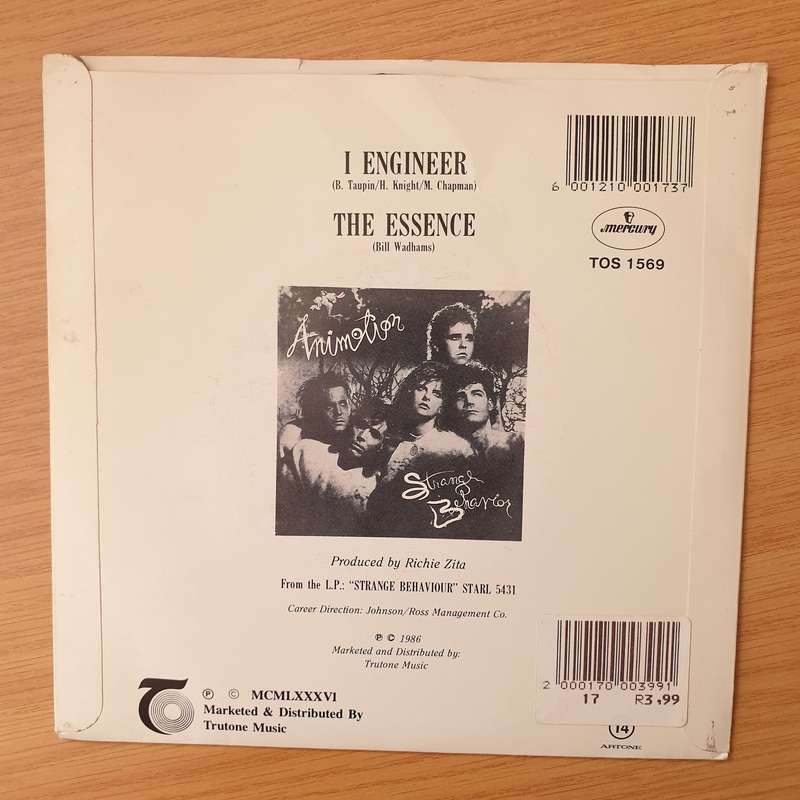 I ENGINEER
(B. Taupin/H. Knight/M. Chapman)
THE ESSENCE
(Bill Wadhams)
6 001210 001737
mercury
TOS 1569
Animotion
Strange
Behavior
Produced by Richie Zita
From the L.P.: "STRANGE BEHAVIOUR" STARL 5431
Career Direction: Johnson/Ross Management Co.
℗ © 1986
Marketed and Distributed by:
Trutone Music
℗ © MCMLXXXVI
Marketed & Distributed By
Trutone Music
2 000170 003991
17 R3,99
14
ARTONE